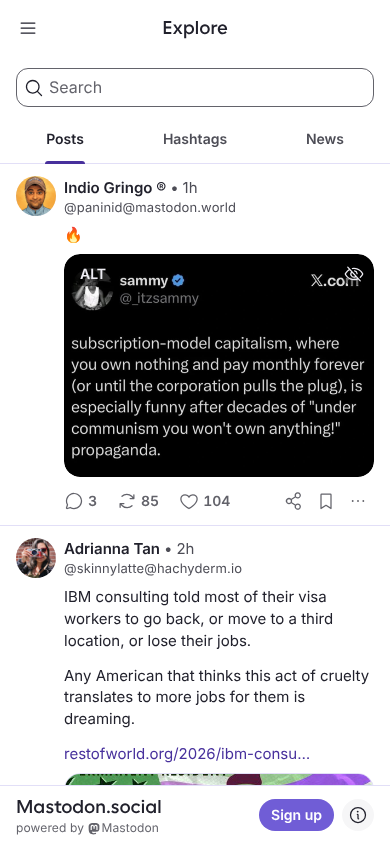 Explore
Search
Posts
Hashtags
News
Indio Gringo ® • 1h
@paninid@mastodon.world
🔥
ALT
sammy
@_itzsammy
X.com
subscription-model capitalism, where
you own nothing and pay monthly forever
(or until the corporation pulls the plug), is
especially funny after decades of "under
communism you won't own anything!"
propaganda.
3
85
104
Adrianna Tan • 2h
@skinnylatte@hachyderm.io
IBM consulting told most of their visa
workers to go back, or move to a third
location, or lose their jobs.
Any American that thinks this act of cruelty
translates to more jobs for them is
dreaming.
restofworld.org/2026/ibm-consu...
Mastodon.social
powered by Mastodon
Sign up